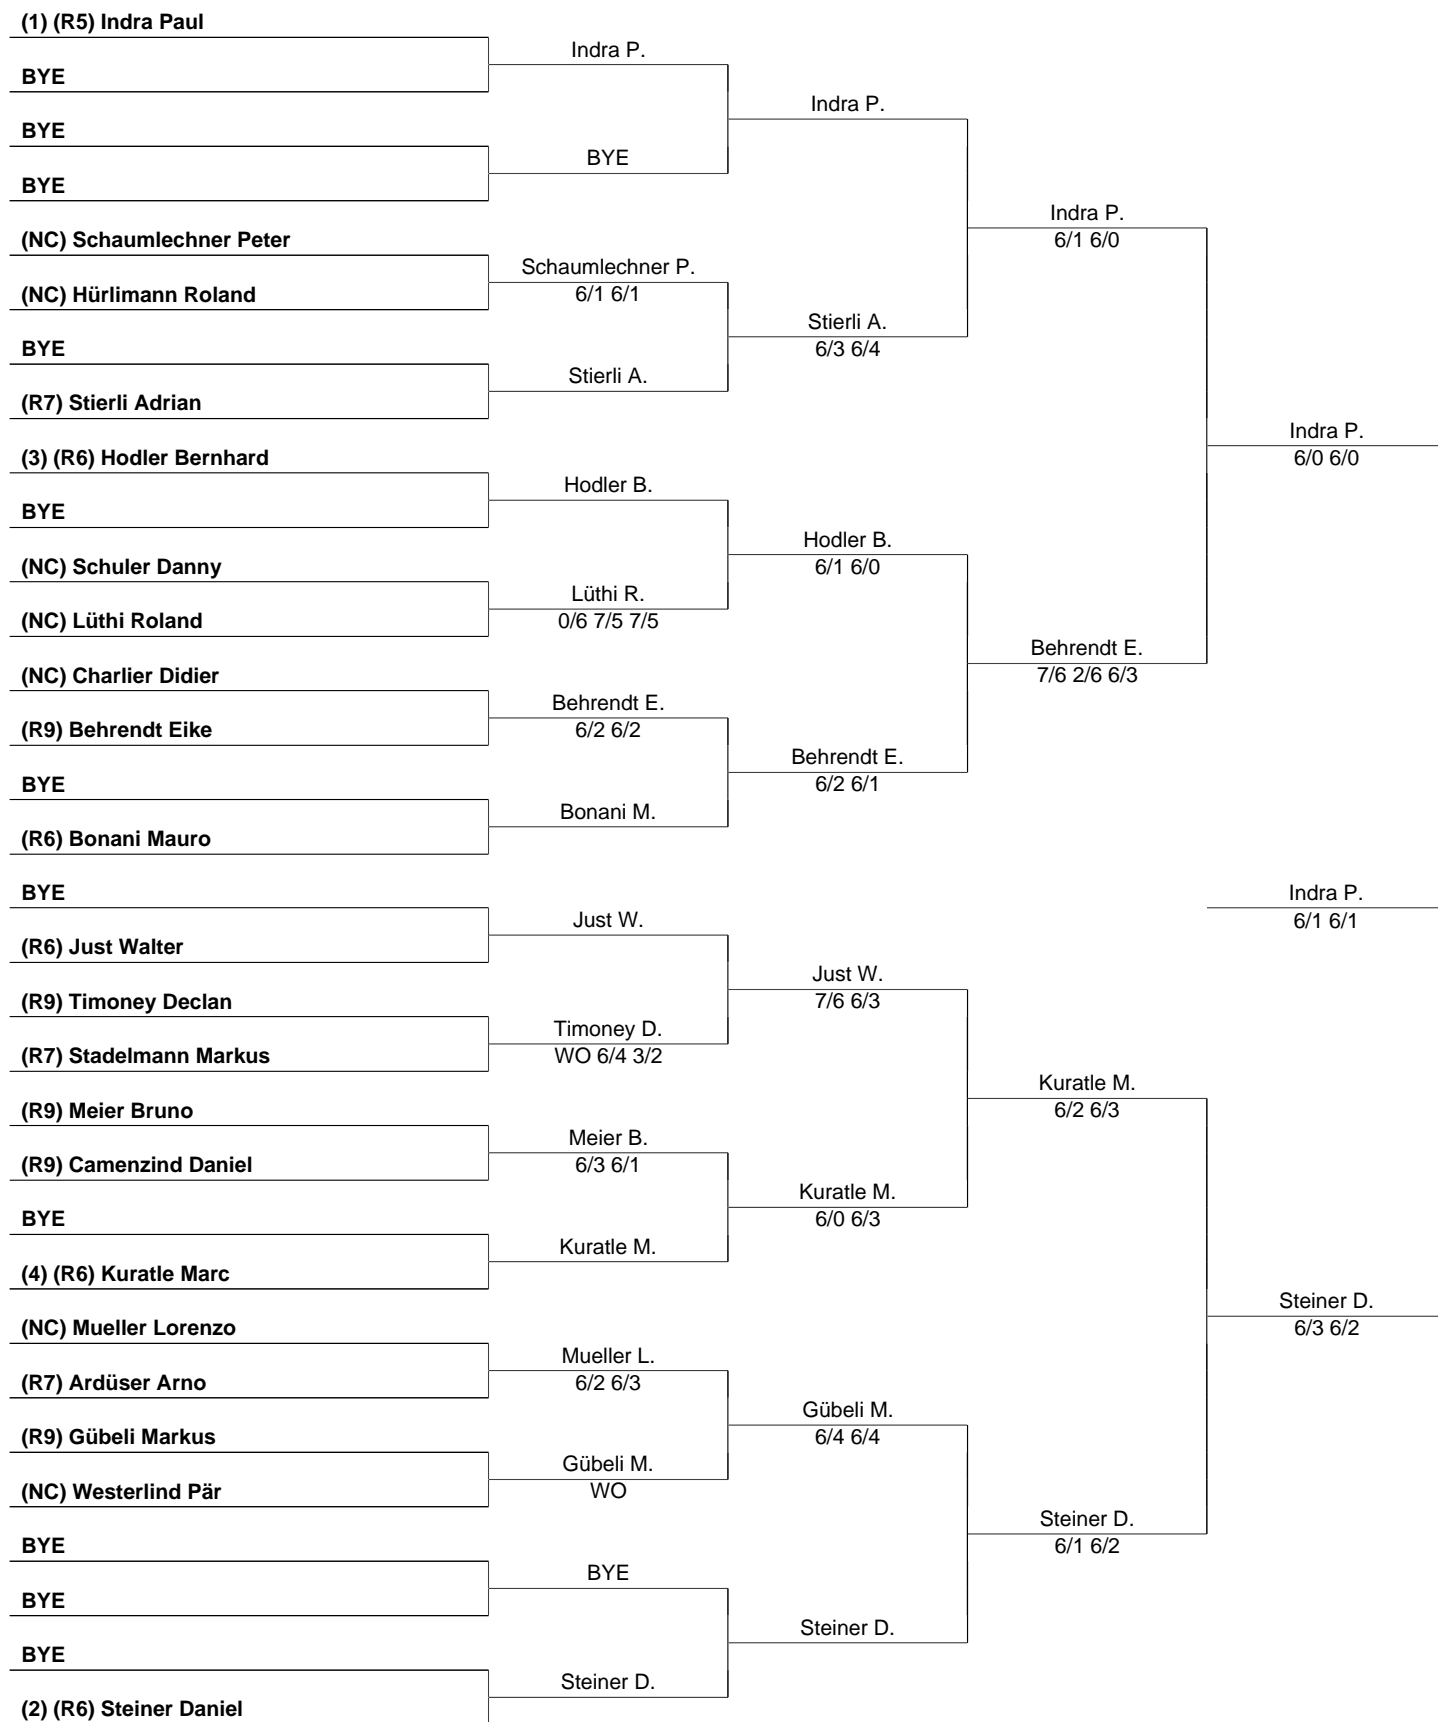 (1) (R5) Indra Paul
BYE
BYE
BYE
(NC) Schaumlechner Peter
(NC) Hürlimann Roland
BYE
(R7) Stierli Adrian
(3) (R6) Hodler Bernhard
BYE
(NC) Schuler Danny
(NC) Lüthi Roland
(NC) Charlier Didier
(R9) Behrendt Eike
BYE
(R6) Bonani Mauro
BYE
(R6) Just Walter
(R9) Timoney Declan
(R7) Stadelmann Markus
(R9) Meier Bruno
(R9) Camenzind Daniel
BYE
(4) (R6) Kuratle Marc
(NC) Mueller Lorenzo
(R7) Ardüser Arno
(R9) Gübeli Markus
(NC) Westerlind Pär
BYE
BYE
BYE
(2) (R6) Steiner Daniel
Indra P.
BYE
Schaumlechner P.
6/1 6/1
Stierli A.
Hodler B.
Lüthi R.
0/6 7/5 7/5
Behrendt E.
6/2 6/2
Bonani M.
Just W.
Timoney D.
WO 6/4 3/2
Meier B.
6/3 6/1
Kuratle M.
Mueller L.
6/2 6/3
Gübeli M.
WO
BYE
Steiner D.
Indra P.
Stierli A.
6/3 6/4
Hodler B.
6/1 6/0
Behrendt E.
6/2 6/1
Just W.
7/6 6/3
Kuratle M.
6/0 6/3
Gübeli M.
6/4 6/4
Steiner D.
Indra P.
6/1 6/0
Behrendt E.
7/6 2/6 6/3
Kuratle M.
6/2 6/3
Steiner D.
6/1 6/2
Indra P.
6/0 6/0
Indra P.
6/1 6/1
Steiner D.
6/3 6/2